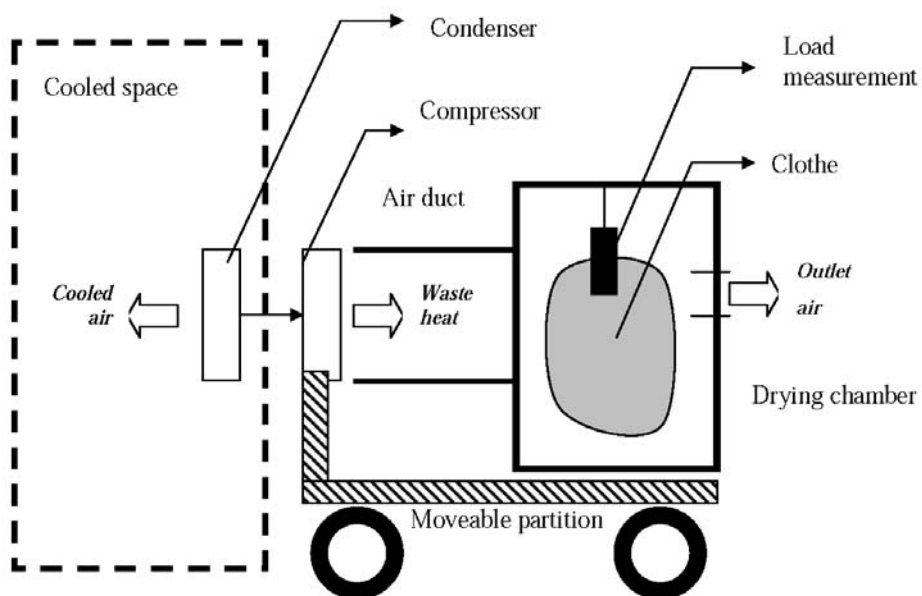 Condenser
Load
measurement
Cooled space
Compressor
Clothe
Air duct
Cooled
air
Waste
heat
Outlet
air
Drying chamber
Moveable partition